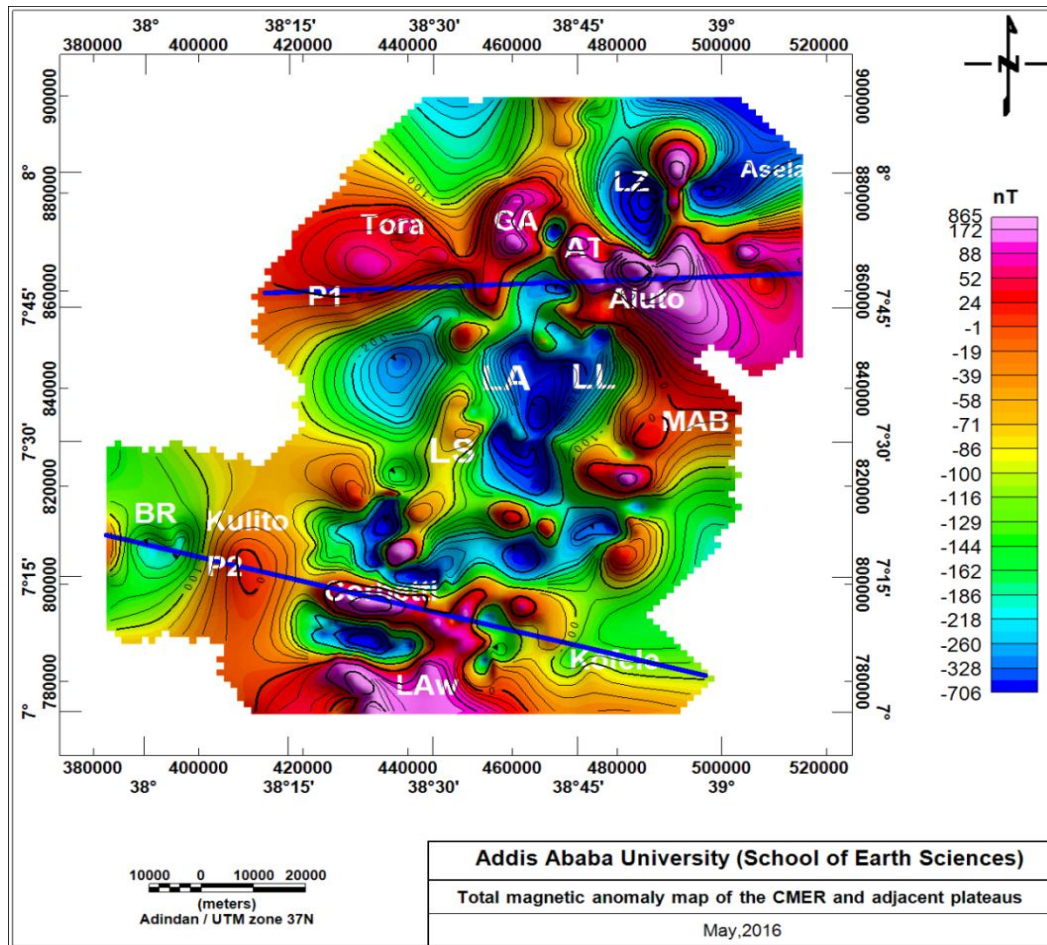 38° 38°15' 38°30' 38°45' 39°
380000 400000 420000 440000 460000 480000 500000 520000
N
900000 900000
8° 8°
880000 880000
LZ Asela
nT
Tora GA AT
865
172
88
52
24
-1
-19
-39
-58
-71
-86
-100
-116
-129
-144
-162
-186
-218
-260
-328
-706
P1 Aluto
7°45' 7°45'
860000 860000
LA LL
840000 840000
MAB
LS
7°30' 7°30'
820000 820000
BR Kulito
P2
7°15' 7°15'
800000 800000
Corbetti
Kofele
LAw
780000 780000
7° 7°
380000 400000 420000 440000 460000 480000 500000 520000
38° 38°15' 38°30' 38°45' 39°
10000 0 10000 20000
(meters)
Adindan / UTM zone 37N
Addis Ababa University (School of Earth Sciences)
Total magnetic anomaly map of the CMER and adjacent plateaus
May,2016